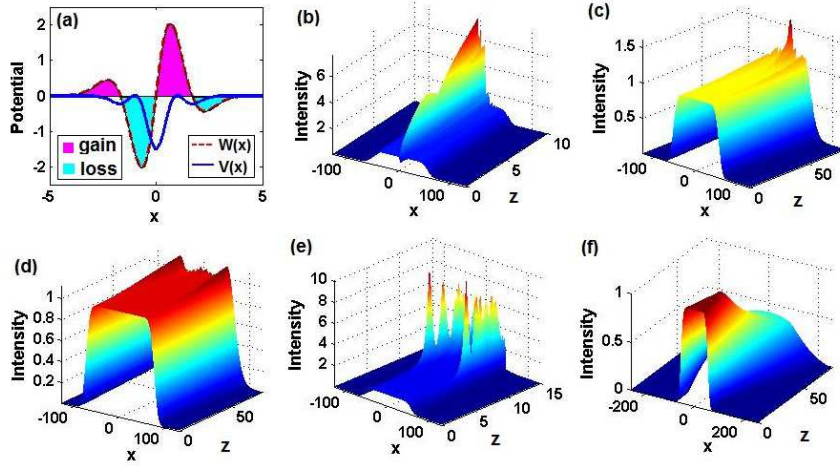 (a)
Potential
2
1
0
-1
-2
gain
loss
W(x)
V(x)
-5
0
5
x
(b)
Intensity
6
4
2
-100
0
100
x
0
5
10
z
(c)
Intensity
1.5
1
0.5
-100
0
100
x
0
50
z
(d)
Intensity
1
0.8
0.6
0.4
0.2
-100
0
100
x
0
50
z
(e)
Intensity
10
8
6
4
2
-100
0
100
x
0
5
10
15
z
(f)
Intensity
1
0.5
0
-200
0
200
x
0
50
z